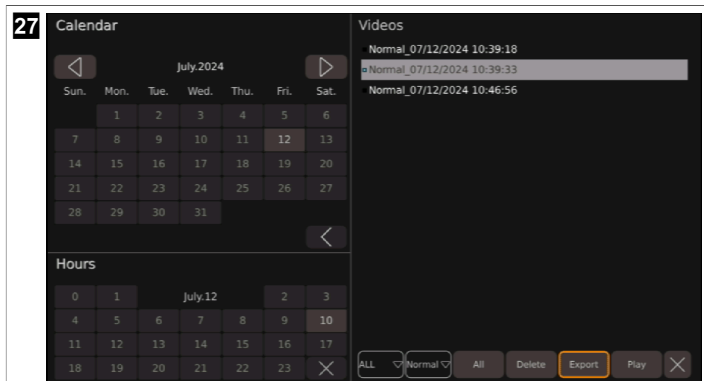 27
Calendar
July.2024
Sun. Mon. Tue. Wed. Thu. Fri. Sat.
1 2 3 4 5 6
7 8 9 10 11 12 13
14 15 16 17 18 19 20
21 22 23 24 25 26 27
28 29 30 31
Hours
0 1 July.12 2 3
4 5 6 7 8 9 10
11 12 13 14 15 16 17
18 19 20 21 22 23
Videos
Normal_07/12/2024 10:39:18
Normal_07/12/2024 10:39:33
Normal_07/12/2024 10:46:56
ALL Normal All Delete Export Play